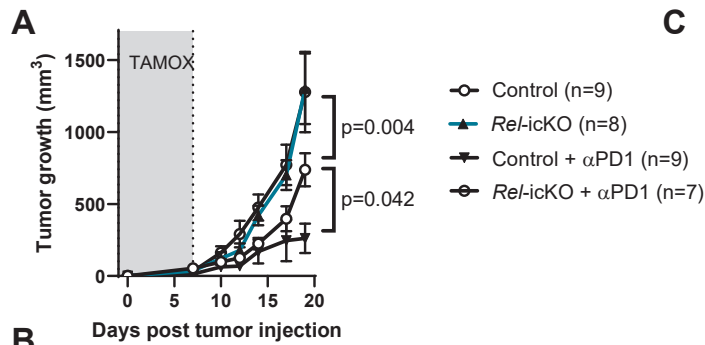 A
C
TAMOX
1500
1000
500
0
Tumor growth (mm³)
p=0.004
p=0.042
0 5 10 15 20
Days post tumor injection
Control (n=9)
Rel-icKO (n=8)
Control + αPD1 (n=9)
Rel-icKO + αPD1 (n=7)
B